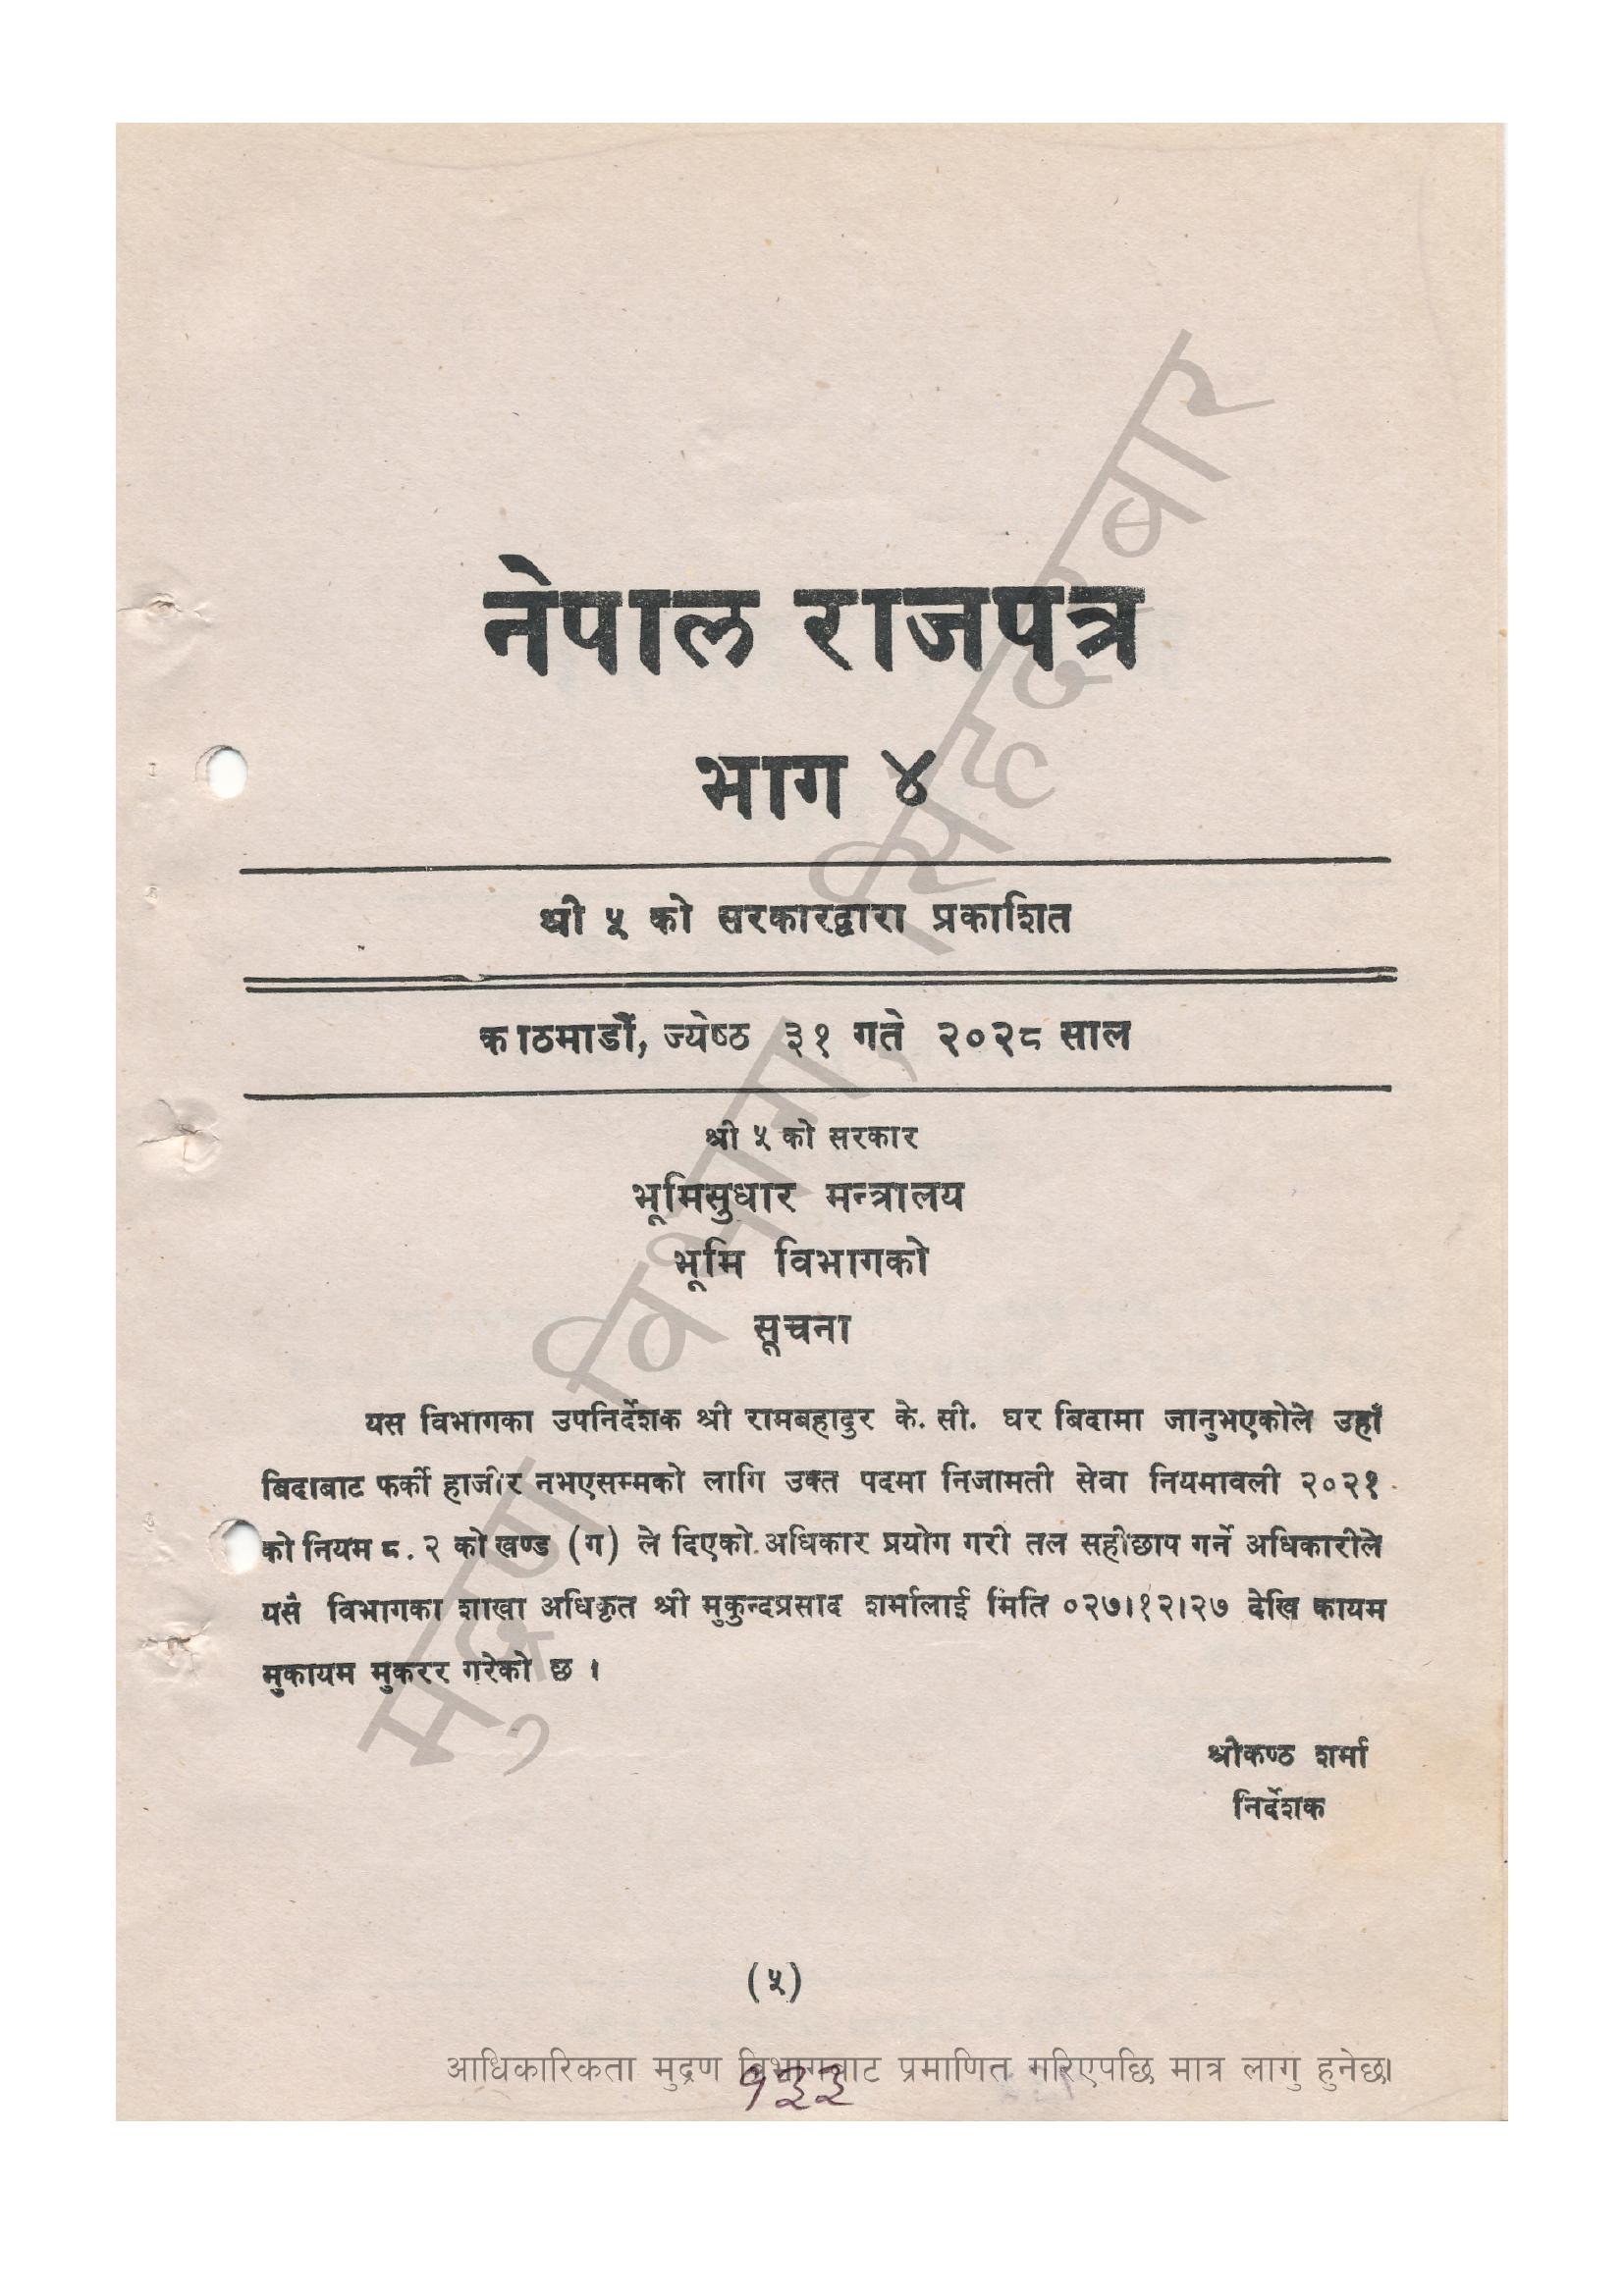 नेपाल राजपत्र
भाग ४
श्री ५ को सरकारद्वारा प्रकाशित
काठमाडौं, ज्येष्ठ ३१ गते २०२८ साल
श्री ५ को सरकार
भूमिसुधार मन्त्रालय
भूमि विभागको
सूचना
यस विभागका उपनिर्देशक श्री रामबहादुर के. सी. घर बिदामा जानुभएकोले उहाँ
बिदाबाट फर्की हाजीर नभएसम्मको लागि उक्त पदमा निजामती सेवा नियमावली २०२१
को नियम ८.२ को खण्ड (ग) ले दिएको अधिकार प्रयोग गरी तल सहीछाप गर्ने अधिकारीले
यसै विभागका शाखा अधिकृत श्री मुकुन्दप्रसाद शर्मालाई मिति ०२७।१२।२७ देखि कायम
मुकायम मुकरर गरेको छ ।
श्रीकण्ठ शर्मा
निर्देशक
(५)
आधिकारिकता मुद्रण विभागबाट प्रमाणित गरिएपछि मात्र लागु हुनेछ।
१३३
मुद्रण विभाग, सिंहदरबार